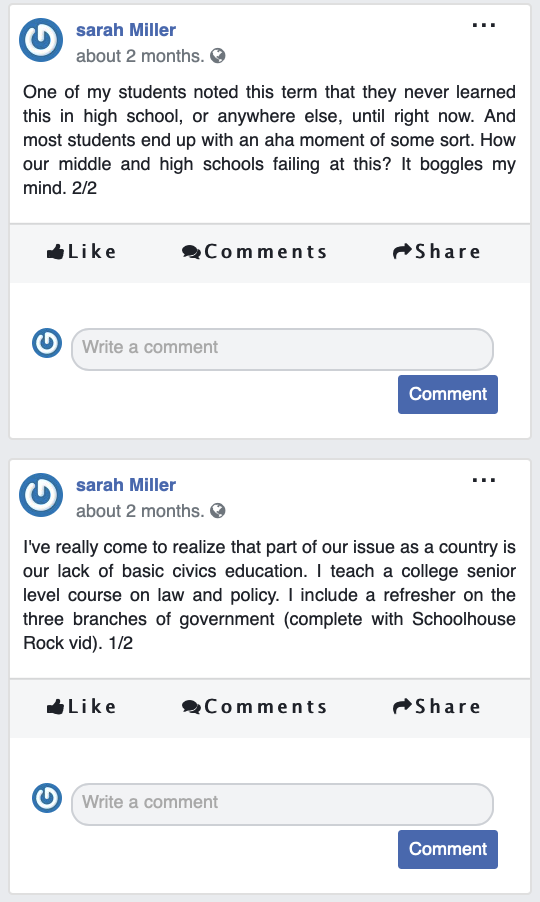 sarah Miller
...
about 2 months.
One of my students noted this term that they never learned
this in high school, or anywhere else, until right now. And
most students end up with an aha moment of some sort. How
our middle and high schools failing at this? It boggles my
mind. 2/2
Like Comments Share
Write a comment
Comment
sarah Miller
...
about 2 months.
I've really come to realize that part of our issue as a country is
our lack of basic civics education. I teach a college senior
level course on law and policy. I include a refresher on the
three branches of government (complete with Schoolhouse
Rock vid). 1/2
Like Comments Share
Write a comment
Comment